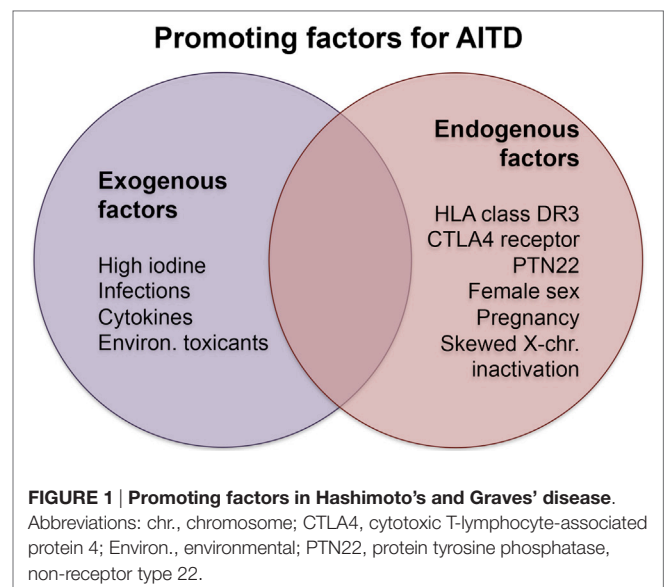 Promoting factors for AITD
Exogenous
factors
High iodine
Infections
Cytokines
Environ. toxicants
Endogenous
factors
HLA class DR3
CTLA4 receptor
PTN22
Female sex
Pregnancy
Skewed X-chr.
inactivation
FIGURE 1 | Promoting factors in Hashimoto’s and Graves’ disease.
Abbreviations: chr., chromosome; CTLA4, cytotoxic T-lymphocyte-associated
protein 4; Environ., environmental; PTN22, protein tyrosine phosphatase,
non-receptor type 22.